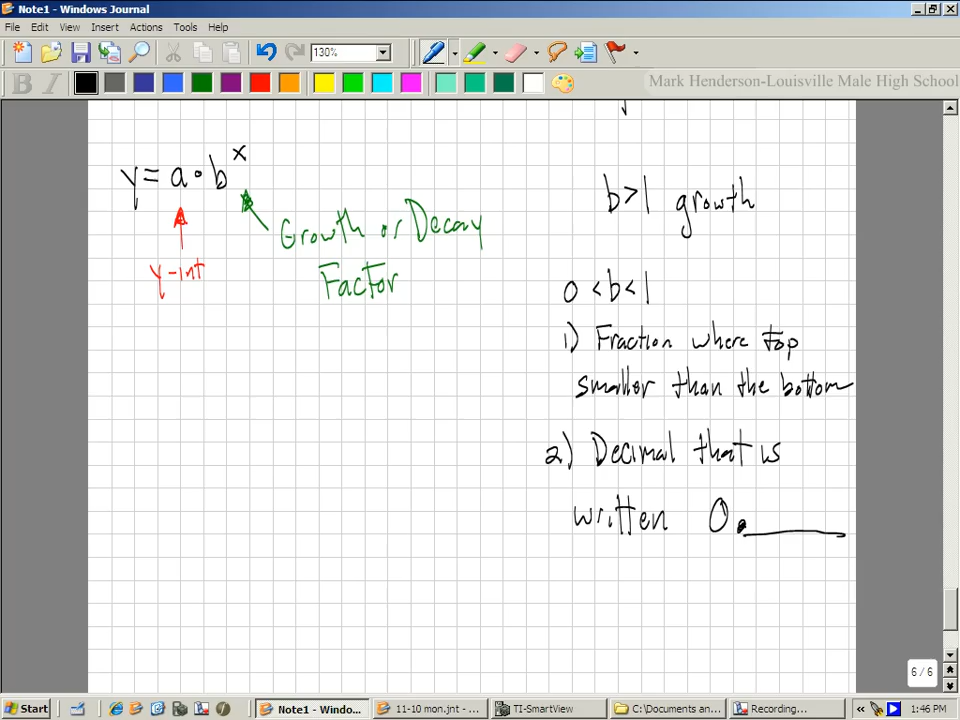 Note1 - Windows Journal
File Edit View Insert Actions Tools Help
130%
B I
Mark Henderson-Louisville Male High School
y = a • b^x
y-int
Growth or Decay
Factor
b > 1 growth
0 < b < 1
1) Fraction where top
smaller than the bottom
2) Decimal that is
written 0.______
6/6
Start
Note1 - Windo...
11-10 mon.jnt - ...
TI-SmartView
C:\Documents an...
Recording...
1:46 PM